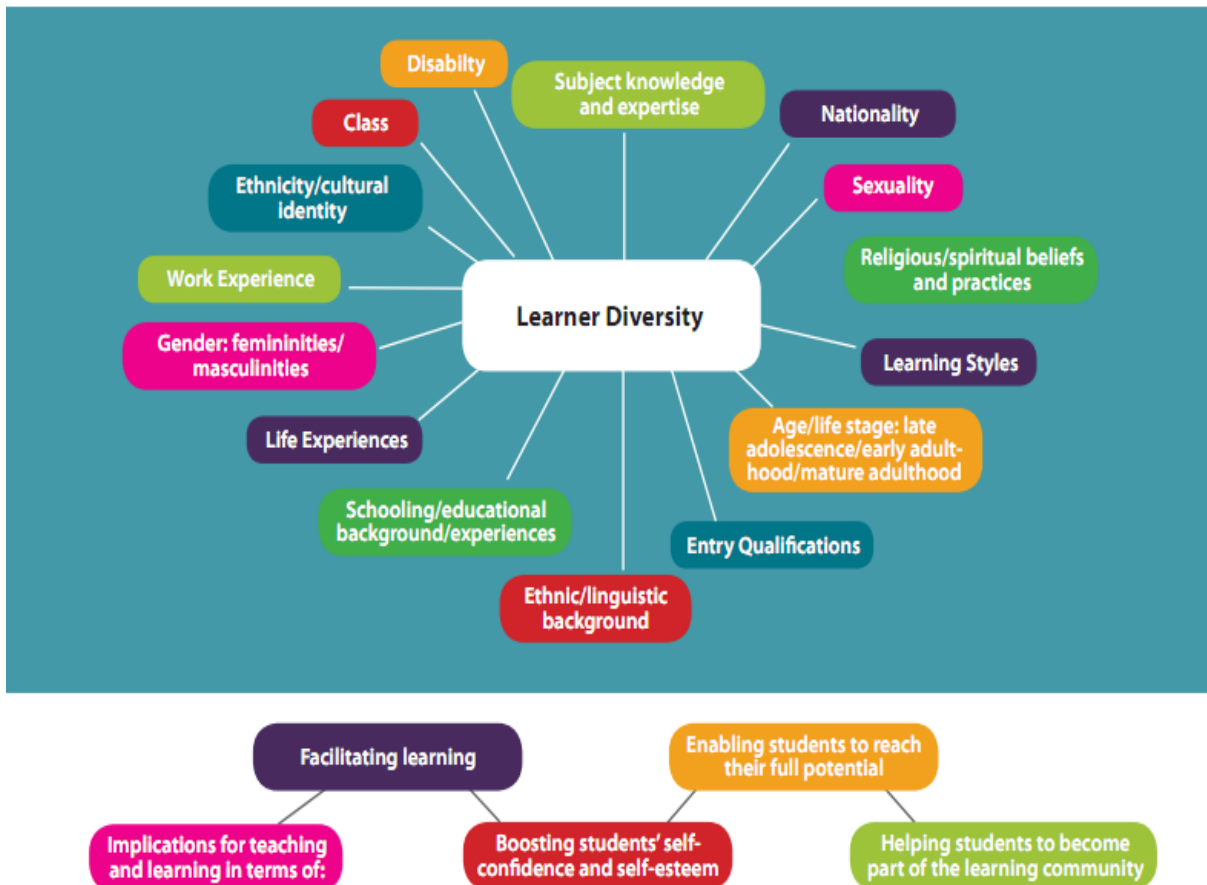 Disabilty
Subject knowledge
and expertise
Nationality
Class
Sexuality
Ethnicity/cultural
identity
Religious/spiritual beliefs
and practices
Work Experience
Learner Diversity
Gender: femininities/
masculinities
Learning Styles
Life Experiences
Age/life stage: late
adolescence/early adult-
hood/mature adulthood
Schooling/educational
background/experiences
Entry Qualifications
Ethnic/linguistic
background
Facilitating learning
Enabling students to reach
their full potential
Implications for teaching
and learning in terms of:
Boosting students' self-
confidence and self-esteem
Helping students to become
part of the learning community